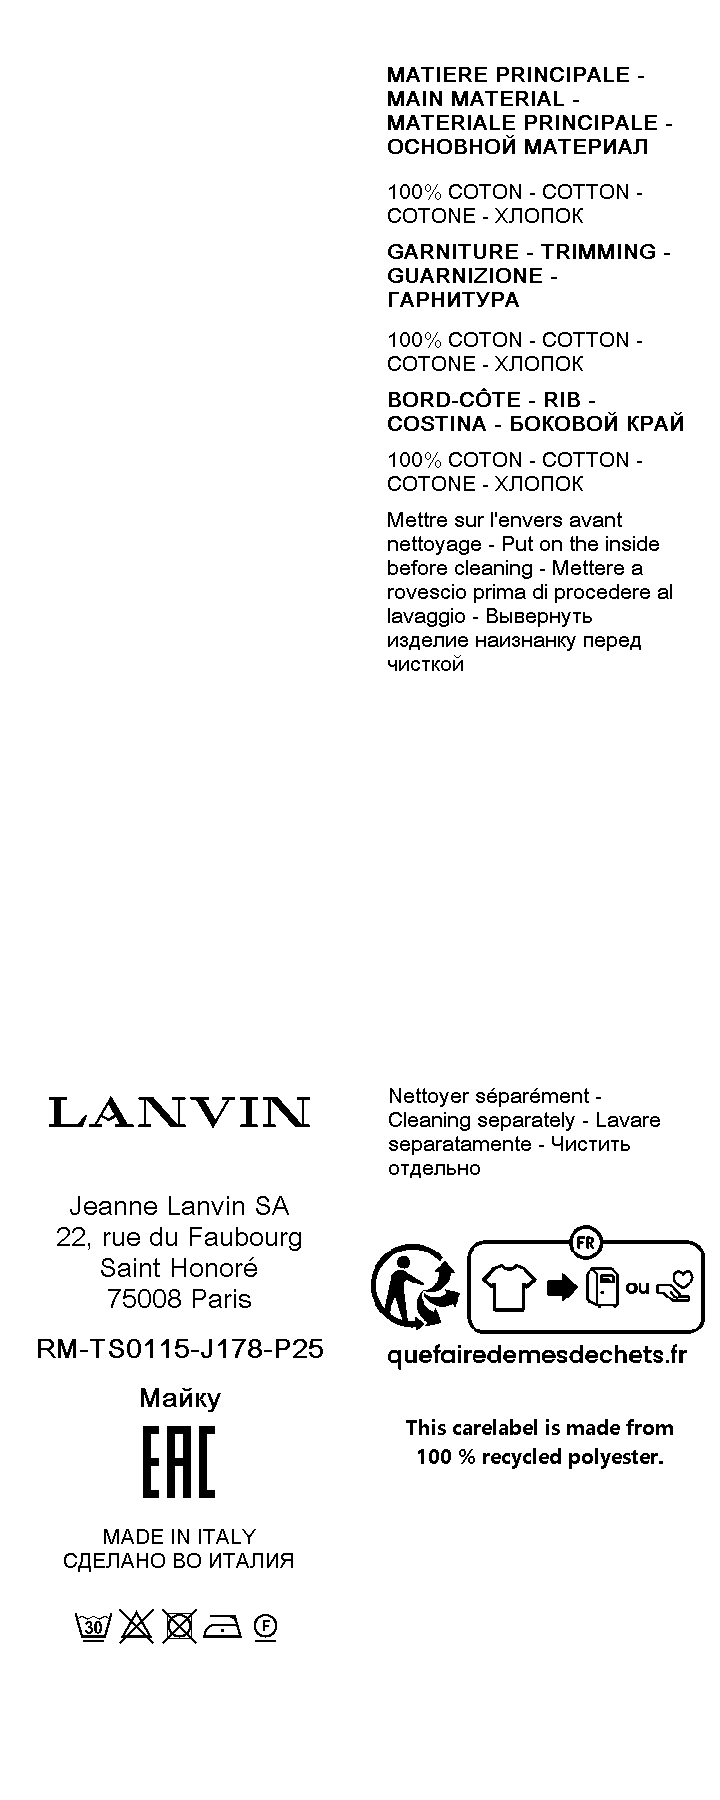 MATIERE PRINCIPALE -
MAIN MATERIAL -
MATERIALE PRINCIPALE -
ОСНОВНОЙ МАТЕРИАЛ
100% COTON - COTTON -
COTONE - ХЛОПОК
GARNITURE - TRIMMING -
GUARNIZIONE -
ГАРНИТУРА
100% COTON - COTTON -
COTONE - ХЛОПОК
BORD-CÔTE - RIB -
COSTINA - БОКОВОЙ КРАЙ
100% COTON - COTTON -
COTONE - ХЛОПОК
Mettre sur l'envers avant
nettoyage - Put on the inside
before cleaning - Mettere a
rovescio prima di procedere al
lavaggio - Вывернуть
изделие наизнанку перед
чисткой
LANVIN
Jeanne Lanvin SA
22, rue du Faubourg
Saint Honoré
75008 Paris
RM-TS0115-J178-P25
Майку
EAC
MADE IN ITALY
СДЕЛАНО ВО ИТАЛИЯ
30
F
Nettoyer séparément -
Cleaning separately - Lavare
separatamente - Чистить
отдельно
FR
ou
quefairedemesdechets.fr
This carelabel is made from
100 % recycled polyester.